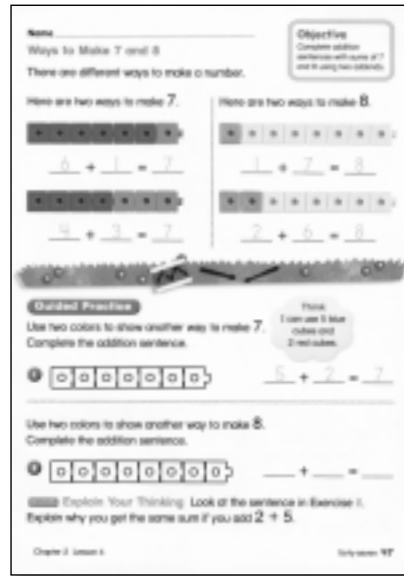 Name
Ways to Make 7 and 8
There are different ways to make a number.
Objective
Complete addition
sentences with sums of 7
and 8 using two addends.
Here are two ways to make 7.
6 + 1 = 7
4 + 3 = 7
Here are two ways to make 8.
1 + 7 = 8
2 + 6 = 8
Guided Practice
Use two colors to show another way to make 7.
Complete the addition sentence.
Think
I can use 5 blue
cubes and
2 red cubes.
5 + 2 = 7
Use two colors to show another way to make 8.
Complete the addition sentence.
__ + __ = __
Explain Your Thinking Look at the sentence in Exercise 1.
Explain why you get the same sum if you add 2 + 5.
Chapter 3 Lesson 4